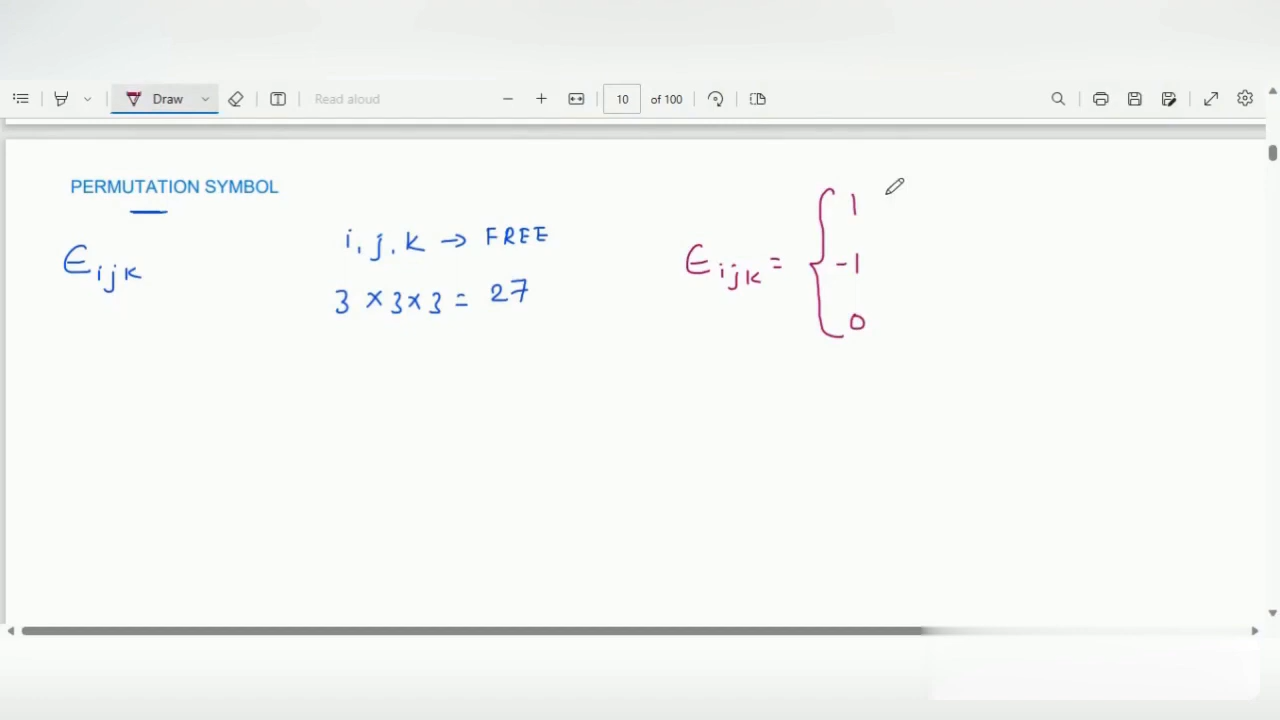 Draw
Read aloud
10 of 100
PERMUTATION SYMBOL
ϵijk
i, j, k → FREE
3 × 3 × 3 = 27
ϵijk = { 1
-1
0